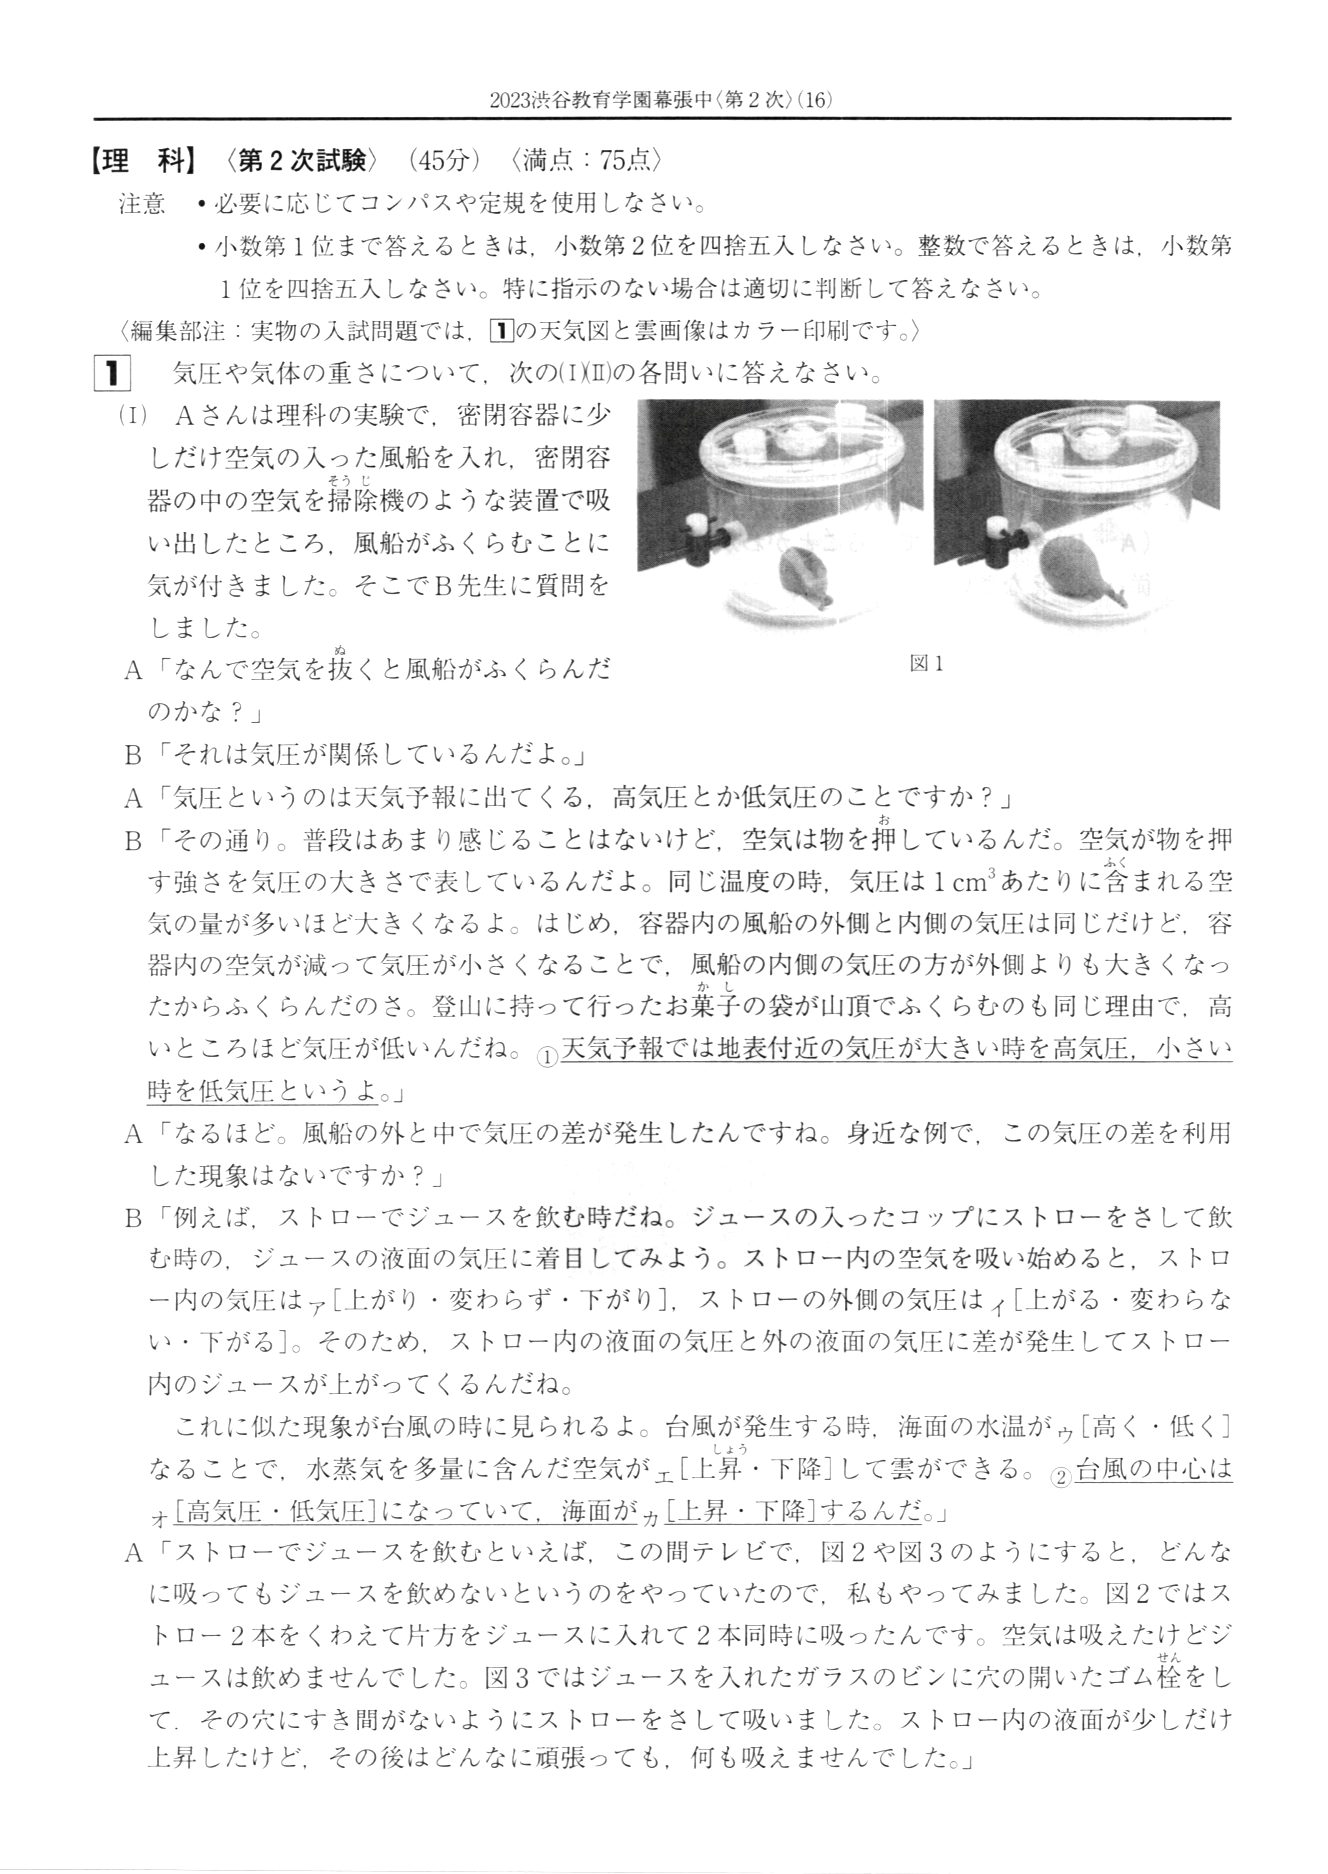 2023渋谷教育学園幕張中〈第2次〉(16)
【理　科】〈第2次試験〉（45分）〈満点：75点〉
注意　・必要に応じてコンパスや定規を使用しなさい。
・小数第1位まで答えるときは，小数第2位を四捨五入しなさい。整数で答えるときは，小数第
1位を四捨五入しなさい。特に指示のない場合は適切に判断して答えなさい。
〈編集部注：実物の入試問題では，1の天気図と雲画像はカラー印刷です。〉
1　気圧や気体の重さについて，次の(Ⅰ)(Ⅱ)の各問いに答えなさい。
(Ⅰ)　Aさんは理科の実験で，密閉容器に少
しだけ空気の入った風船を入れ，密閉容
器の中の空気を掃除機のような装置で吸
い出したところ，風船がふくらむことに
気が付きました。そこでB先生に質問を
しました。
A「なんで空気を抜くと風船がふくらんだ
のかな？」
図1
B「それは気圧が関係しているんだよ。」
A「気圧というのは天気予報に出てくる，高気圧とか低気圧のことですか？」
B「その通り。普段はあまり感じることはないけど，空気は物を押しているんだ。空気が物を押
す強さを気圧の大きさで表しているんだよ。同じ温度の時，気圧は1cm³あたりに含まれる空
気の量が多いほど大きくなるよ。はじめ，容器内の風船の外側と内側の気圧は同じだけど，容
器内の空気が減って気圧が小さくなることで，風船の内側の気圧の方が外側よりも大きくなっ
たからふくらんだのさ。登山に持って行ったお菓子の袋が山頂でふくらむのも同じ理由で，高
いところほど気圧が低いんだね。①天気予報では地表付近の気圧が大きい時を高気圧，小さい
時を低気圧というよ。」
A「なるほど。風船の外と中で気圧の差が発生したんですね。身近な例で，この気圧の差を利用
した現象はないですか？」
B「例えば，ストローでジュースを飲む時だね。ジュースの入ったコップにストローをさして飲
む時の，ジュースの液面の気圧に着目してみよう。ストロー内の空気を吸い始めると，ストロ
ー内の気圧はア[上がり・変わらず・下がり]，ストローの外側の気圧はイ[上がる・変わらな
い・下がる]。そのため，ストロー内の液面の気圧と外の液面の気圧に差が発生してストロー
内のジュースが上がってくるんだね。
これに似た現象が台風の時に見られるよ。台風が発生する時，海面の水温がウ[高く・低く]
なることで，水蒸気を多量に含んだ空気がエ[上昇・下降]して雲ができる。②台風の中心は
オ[高気圧・低気圧]になっていて，海面がカ[上昇・下降]するんだ。」
A「ストローでジュースを飲むといえば，この間テレビで，図2や図3のようにすると，どんな
に吸ってもジュースを飲めないというのをやっていたので，私もやってみました。図2ではス
トロー2本をくわえて片方をジュースに入れて2本同時に吸ったんです。空気は吸えたけどジ
ュースは飲めませんでした。図3ではジュースを入れたガラスのビンに穴の開いたゴム栓をし
て，その穴にすき間がないようにストローをさして吸いました。ストロー内の液面が少しだけ
上昇したけど，その後はどんなに頑張っても，何も吸えませんでした。」